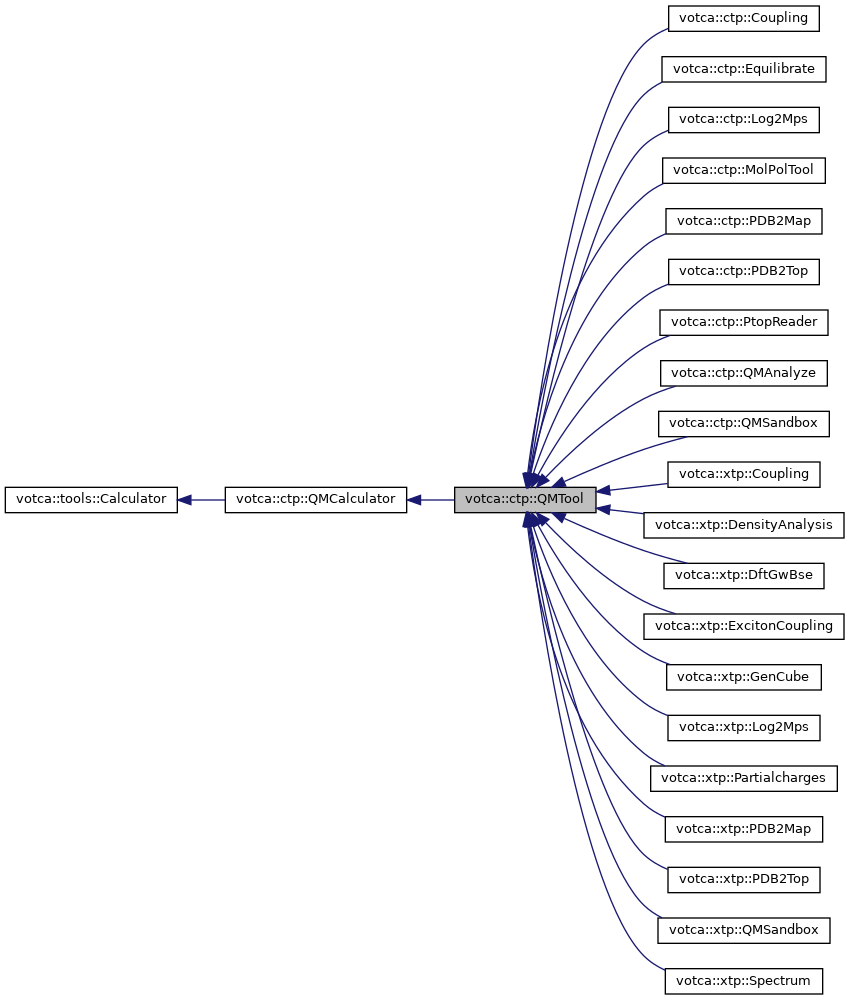 votca::ctp::Coupling
votca::ctp::Equilibrate
votca::ctp::Log2Mps
votca::ctp::MolPolTool
votca::ctp::PDB2Map
votca::ctp::PDB2Top
votca::ctp::PtopReader
votca::ctp::QMAnalyze
votca::ctp::QMSandbox
votca::xtp::Coupling
votca::tools::Calculator
votca::ctp::QMCalculator
votca::ctp::QMTool
votca::xtp::DensityAnalysis
votca::xtp::DftGwBse
votca::xtp::ExcitonCoupling
votca::xtp::GenCube
votca::xtp::Log2Mps
votca::xtp::Partialcharges
votca::xtp::PDB2Map
votca::xtp::PDB2Top
votca::xtp::QMSandbox
votca::xtp::Spectrum